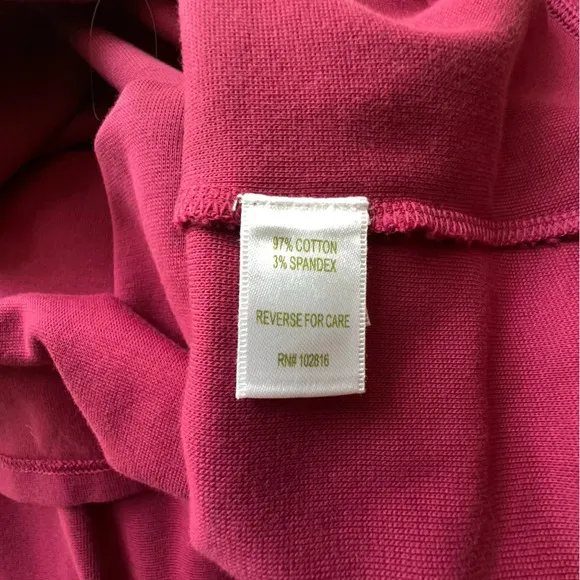 97% COTTON
3% SPANDEX
REVERSE FOR CARE
RN# 102816